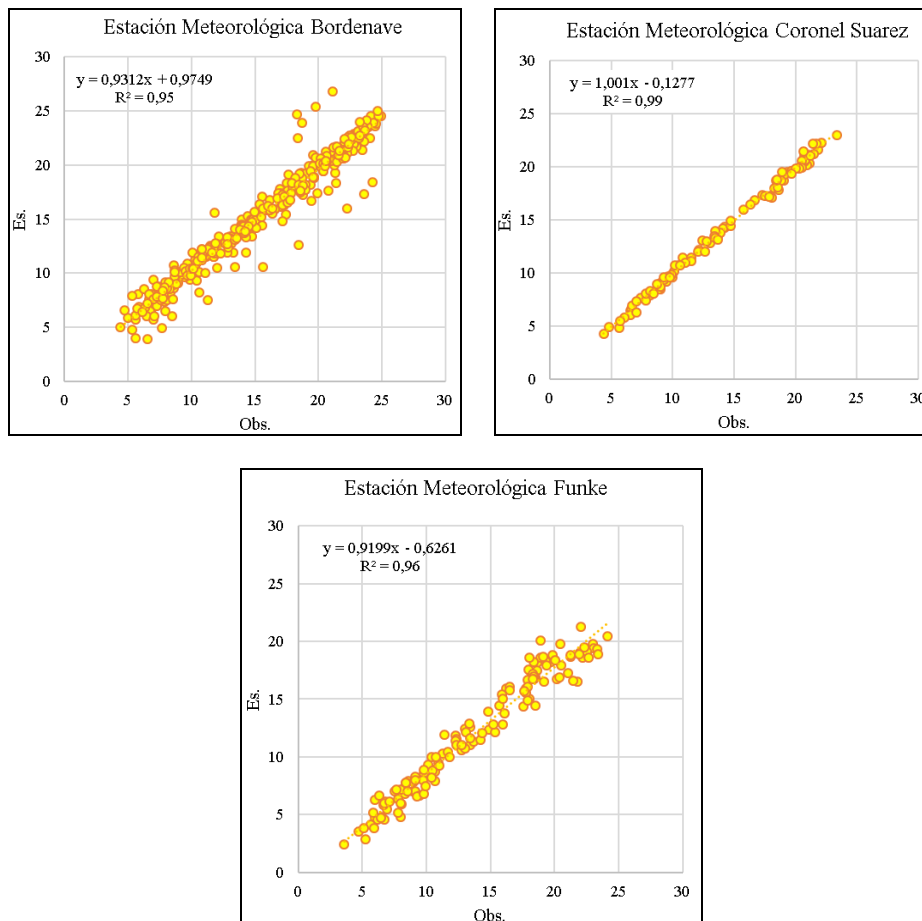 Estación Meteorológica Bordenave
y = 0,9312x + 0,9749
R² = 0,95
30
25
20
15
10
5
0
Es.
0 5 10 15 20 25 30
Obs.
Estación Meteorológica Coronel Suarez
y = 1,001x - 0,1277
R² = 0,99
30
25
20
15
10
5
0
Es.
0 5 10 15 20 25 30
Obs.
Estación Meteorológica Funke
y = 0,9199x - 0,6261
R² = 0,96
30
25
20
15
10
5
0
Es.
0 5 10 15 20 25 30
Obs.